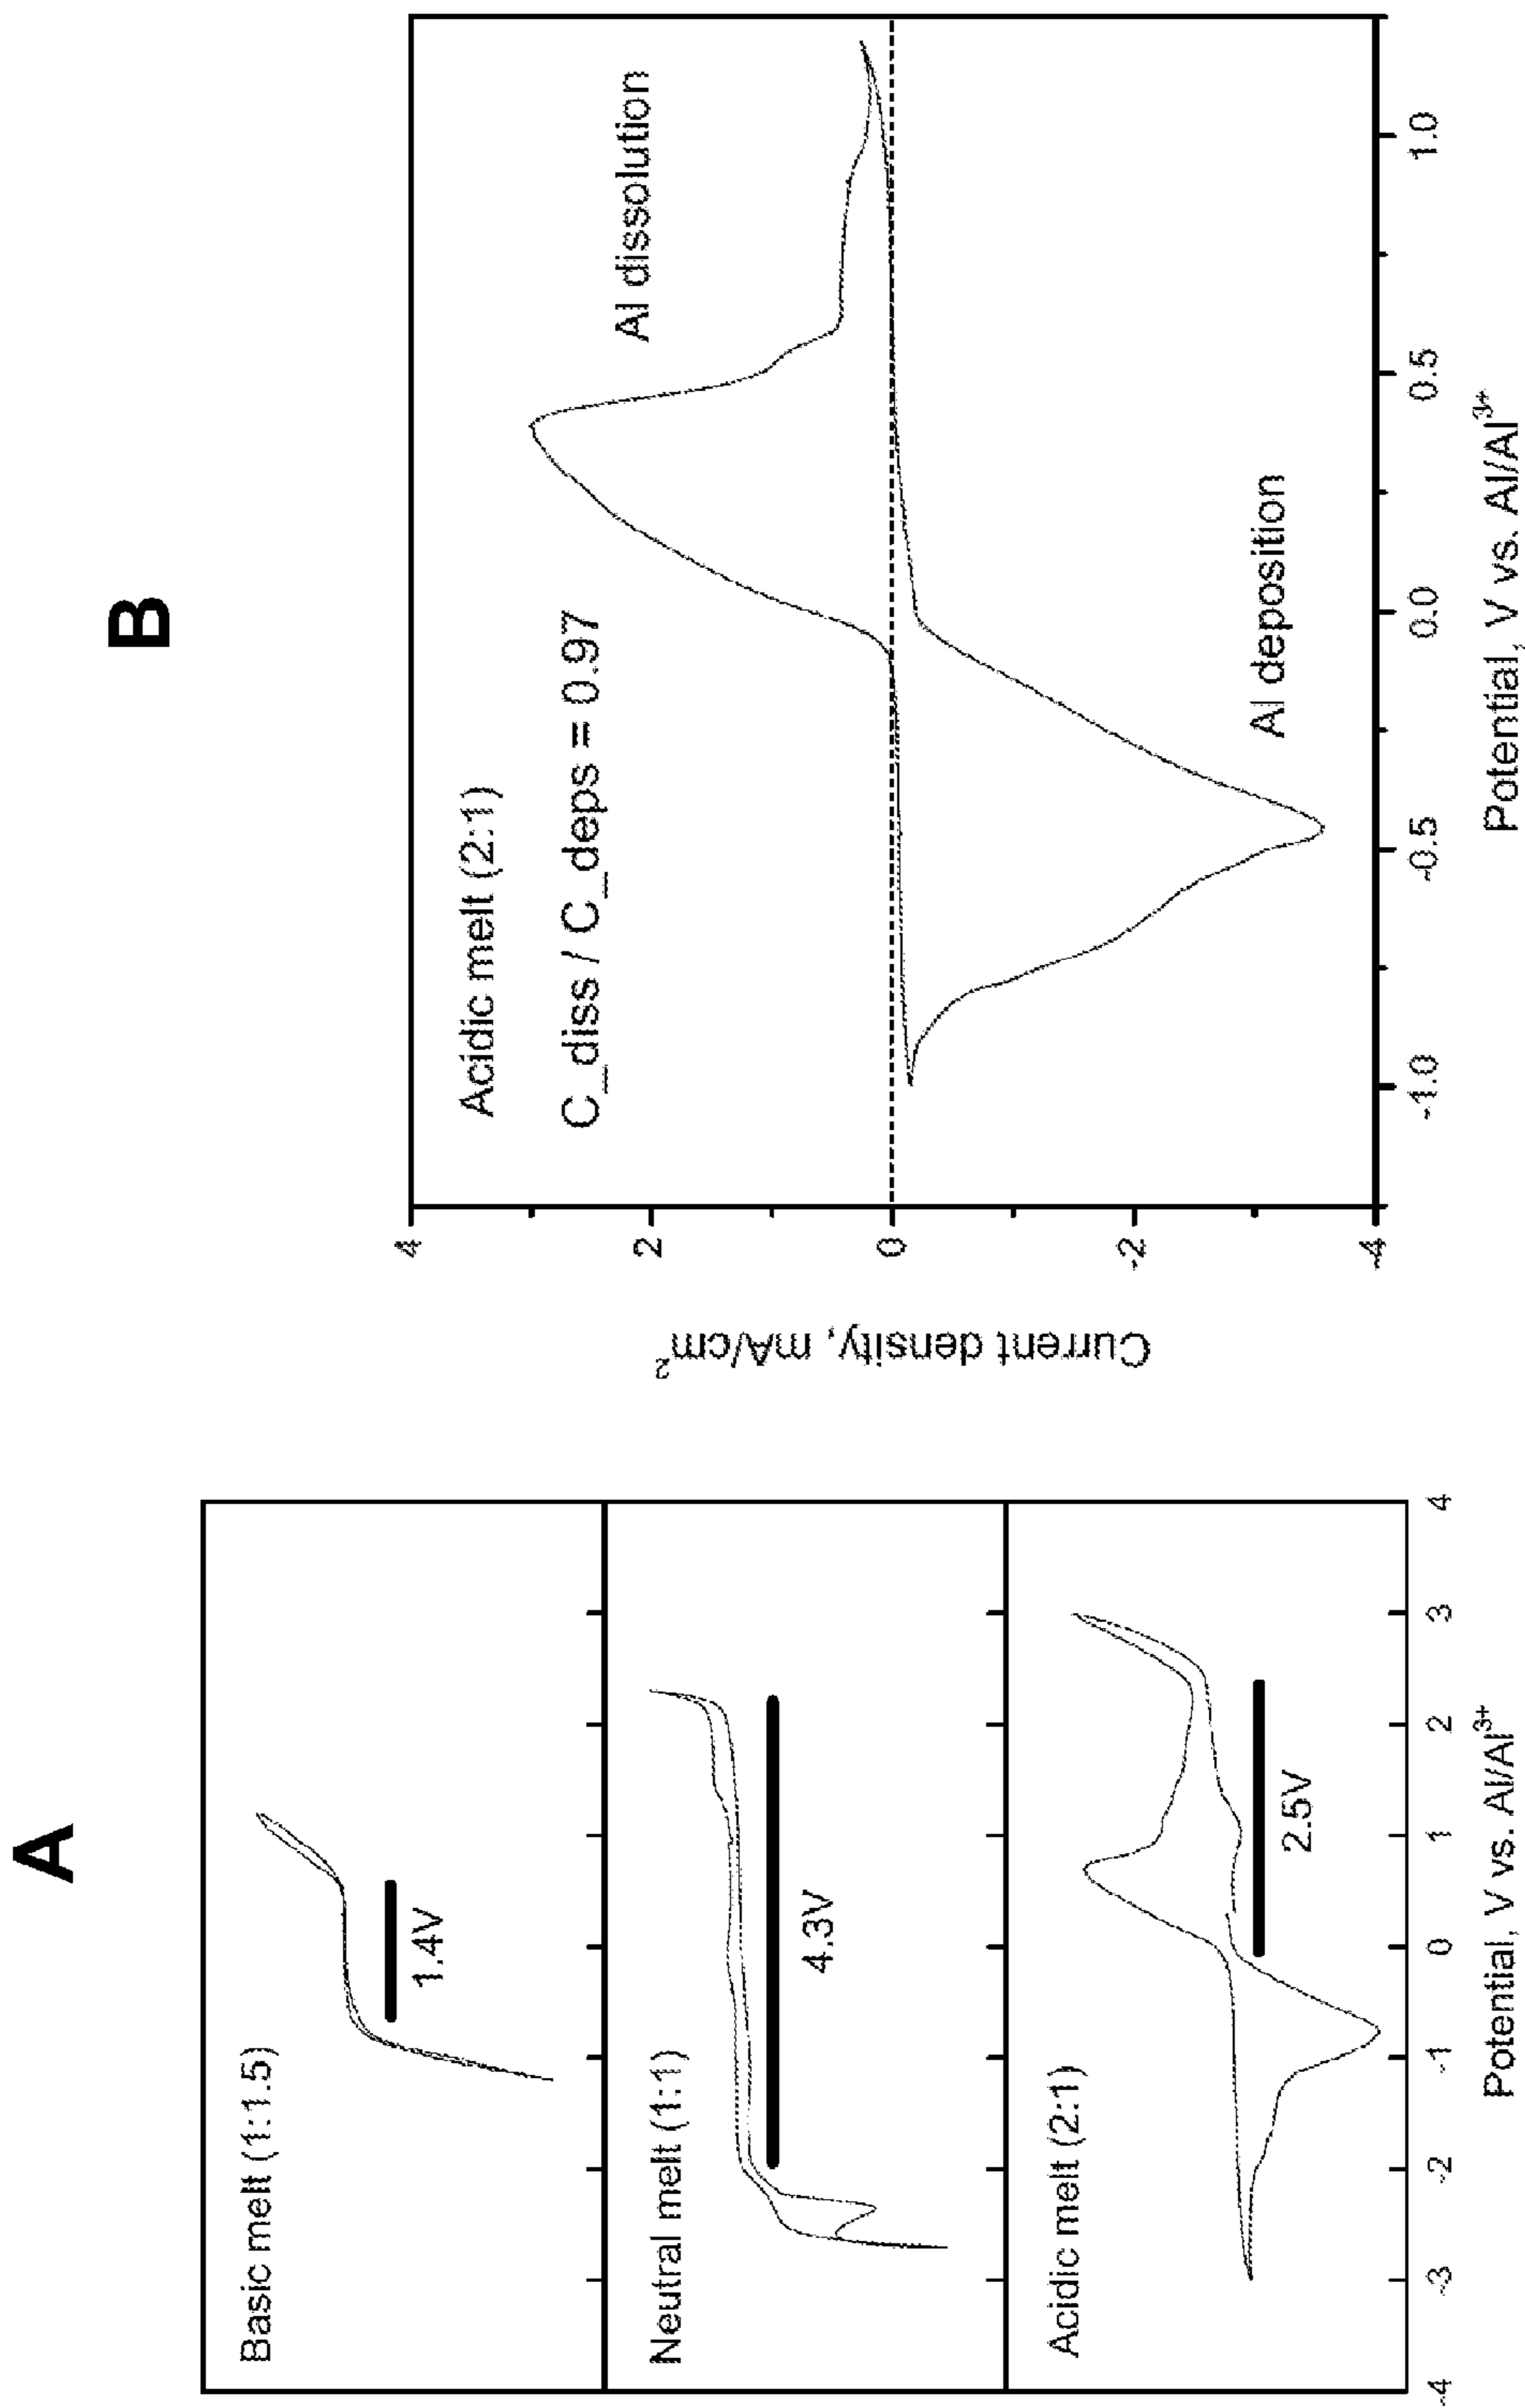 A
Basic melt (1:1.5)
1.4V
Neutral melt (1:1)
4.3V
Acidic melt (2:1)
2.5V
-4 -3 -2 -1 0 1 2 3 4
Potential, V vs. Al/Al³⁺
B
Current density, mA/cm²
4
2
0
-2
-4
Acidic melt (2:1)
C_diss / C_deps = 0.97
Al dissolution
Al deposition
-1.0 -0.5 0.0 0.5 1.0
Potential, V vs. Al/Al³⁺